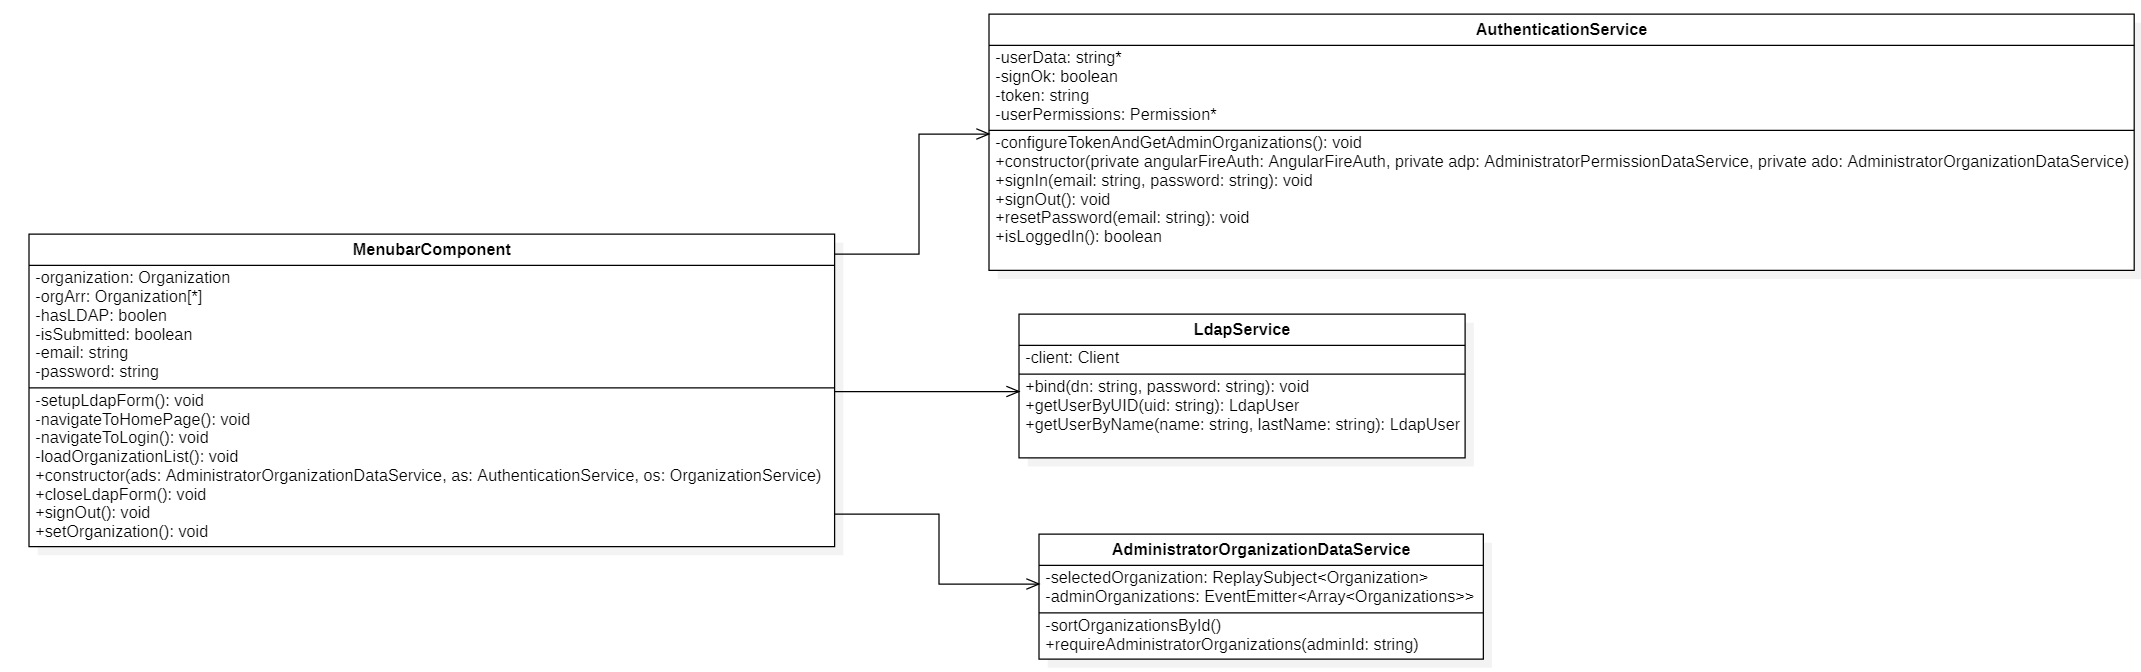 AuthenticationService
-userData: string*
-signOk: boolean
-token: string
-userPermissions: Permission*
-configureTokenAndGetAdminOrganizations(): void
+constructor(private angularFireAuth: AngularFireAuth, private adp: AdministratorPermissionDataService, private ado: AdministratorOrganizationDataService)
+signIn(email: string, password: string): void
+signOut(): void
+resetPassword(email: string): void
+isLoggedIn(): boolean
MenubarComponent
-organization: Organization
-orgArr: Organization[*]
-hasLDAP: boolen
-isSubmitted: boolean
-email: string
-password: string
-setupLdapForm(): void
-navigateToHomePage(): void
-navigateToLogin(): void
-loadOrganizationList(): void
+constructor(ads: AdministratorOrganizationDataService, as: AuthenticationService, os: OrganizationService)
+closeLdapForm(): void
+signOut(): void
+setOrganization(): void
LdapService
-client: Client
+bind(dn: string, password: string): void
+getUserByUID(uid: string): LdapUser
+getUserByName(name: string, lastName: string): LdapUser
AdministratorOrganizationDataService
-selectedOrganization: ReplaySubject<Organization>
-adminOrganizations: EventEmitter<Array<Organizations>>
-sortOrganizationsById()
+requireAdministratorOrganizations(adminId: string)